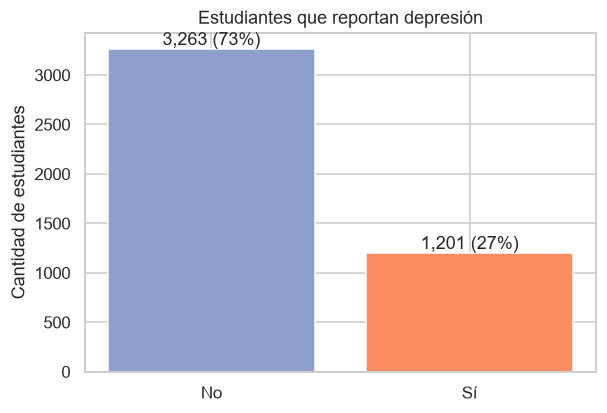 Estudiantes que reportan depresión
3,263 (73%)
3000
2500
2000
1500
1000
500
0
Cantidad de estudiantes
1,201 (27%)
No
Sí